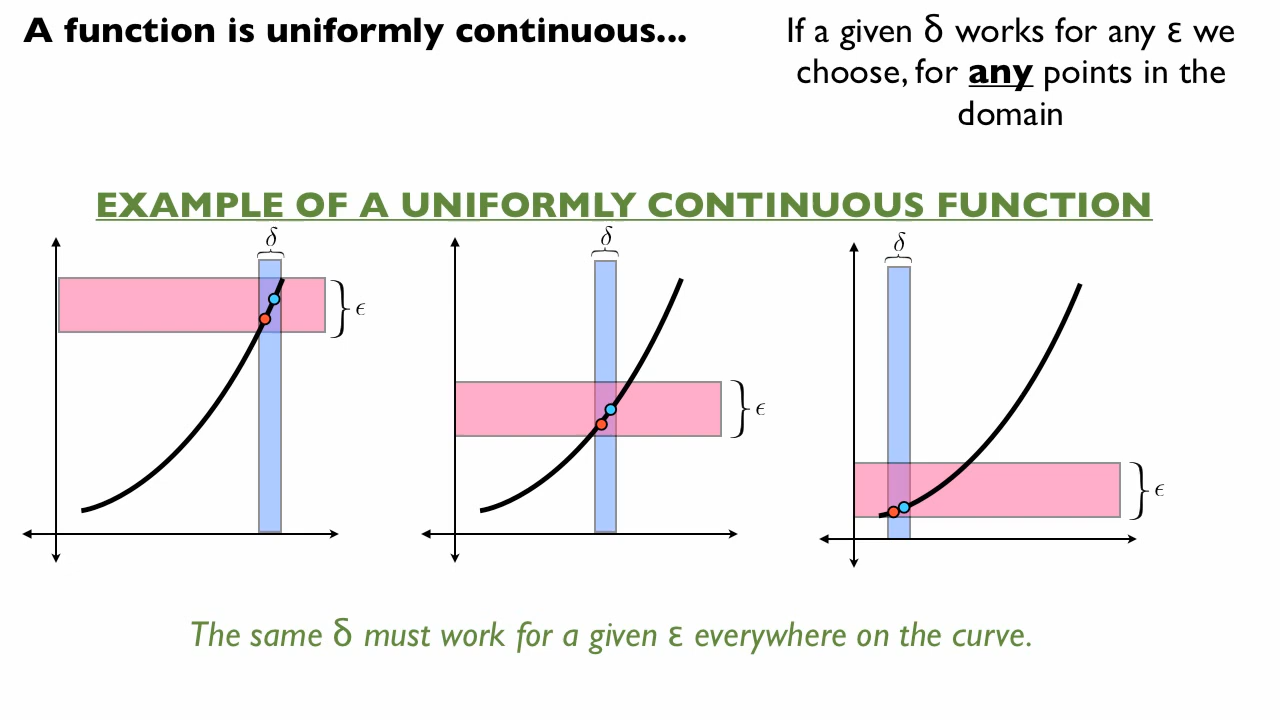 A function is uniformly continuous...
If a given δ works for any ε we
choose, for any points in the
domain
EXAMPLE OF A UNIFORMLY CONTINUOUS FUNCTION
δ
ϵ
δ
ϵ
δ
ϵ
The same δ must work for a given ε everywhere on the curve.